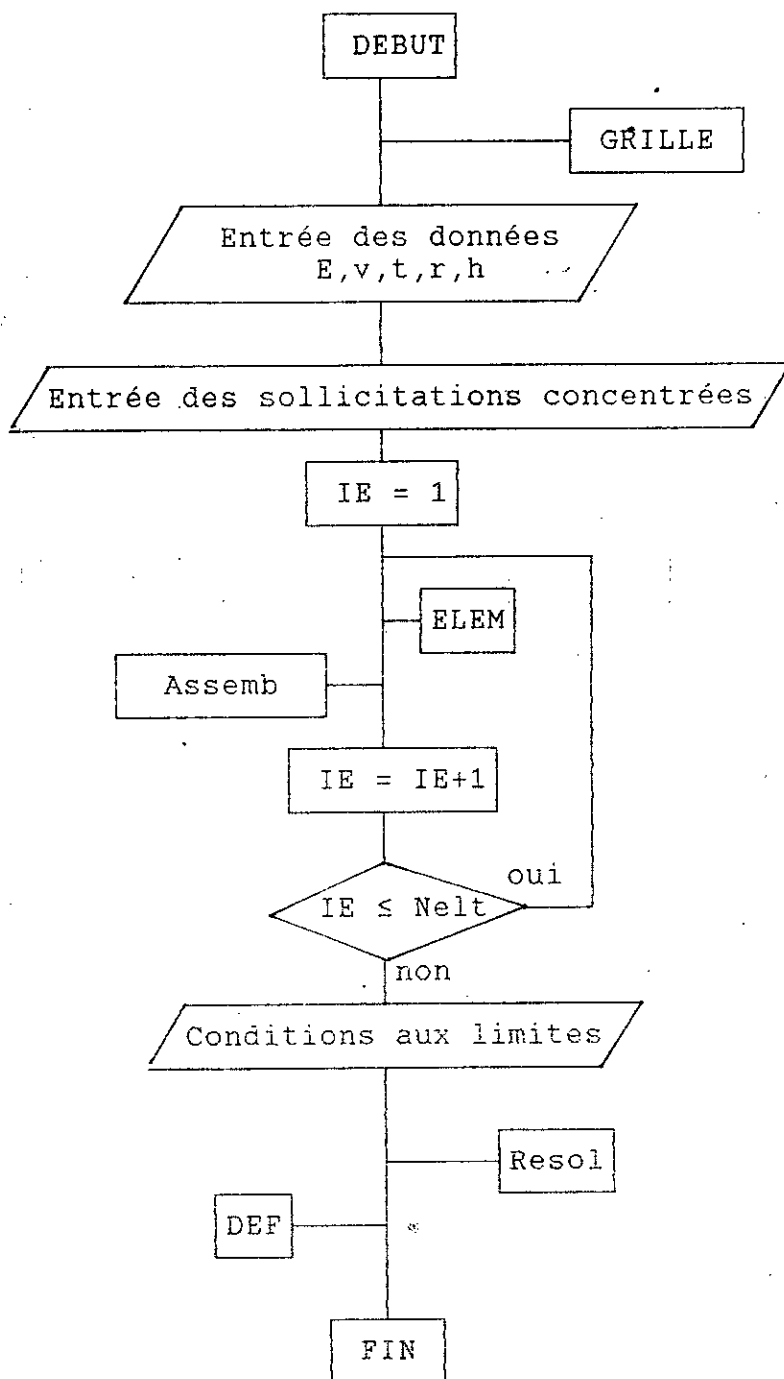 DEBUT
GRILLE
Entrée des données
E,v,t,r,h
Entrée des sollicitations concentrées
IE = 1
ELEM
Assemb
IE = IE+1
oui
IE ≤ Nelt
non
Conditions aux limites
Resol
DEF
FIN